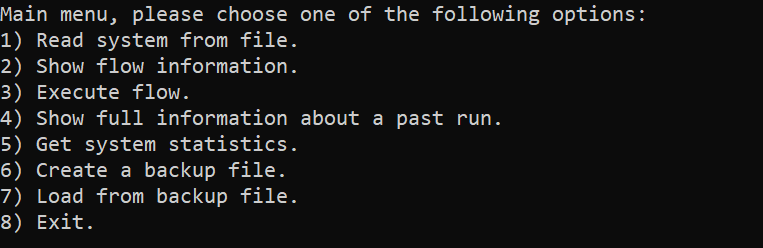 Main menu, please choose one of the following options:
1) Read system from file.
2) Show flow information.
3) Execute flow.
4) Show full information about a past run.
5) Get system statistics.
6) Create a backup file.
7) Load from backup file.
8) Exit.